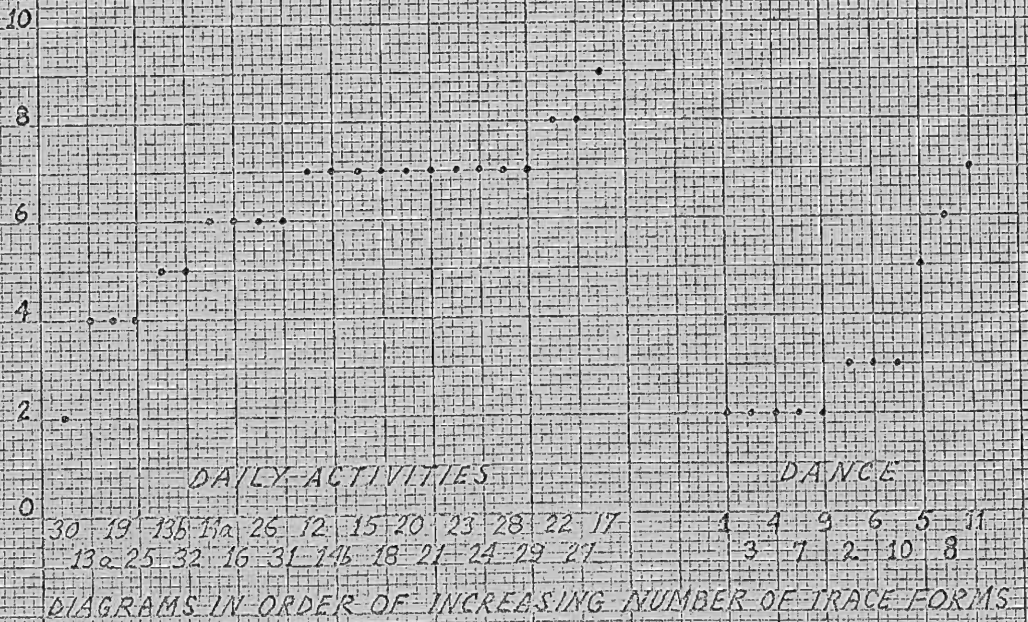 10
8
6
4
2
DAILY ACTIVITIES DANCE
0
30 19 13b 11a 26 12 15 20 23 28 22 17 1 4 9 6 5 11
13a 25 32 16 31 14b 18 21 24 29 27 3 7 2 10 8
DIAGRAMS IN ORDER OF INCREASING NUMBER OF TRACE FORMS